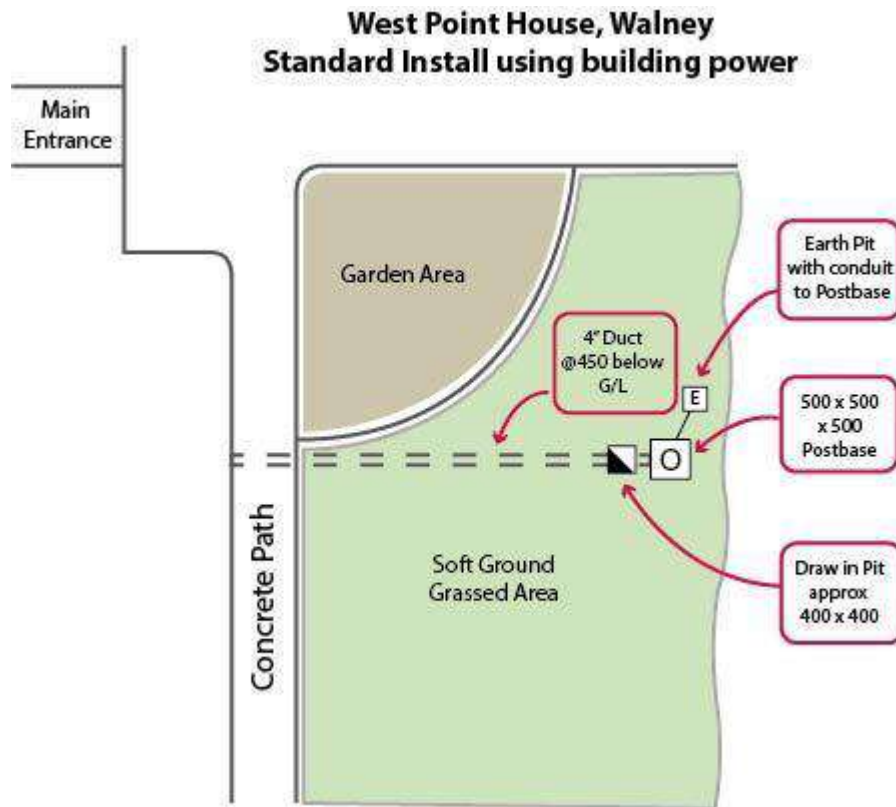 West Point House, Walney
Standard Install using building power
Main
Entrance
Garden Area
4" Duct
@450 below
G/L
Earth Pit
with conduit
to Postbase
E
500 x 500
x 500
Postbase
O
Draw in Pit
approx
400 x 400
Soft Ground
Grassed Area
Concrete Path